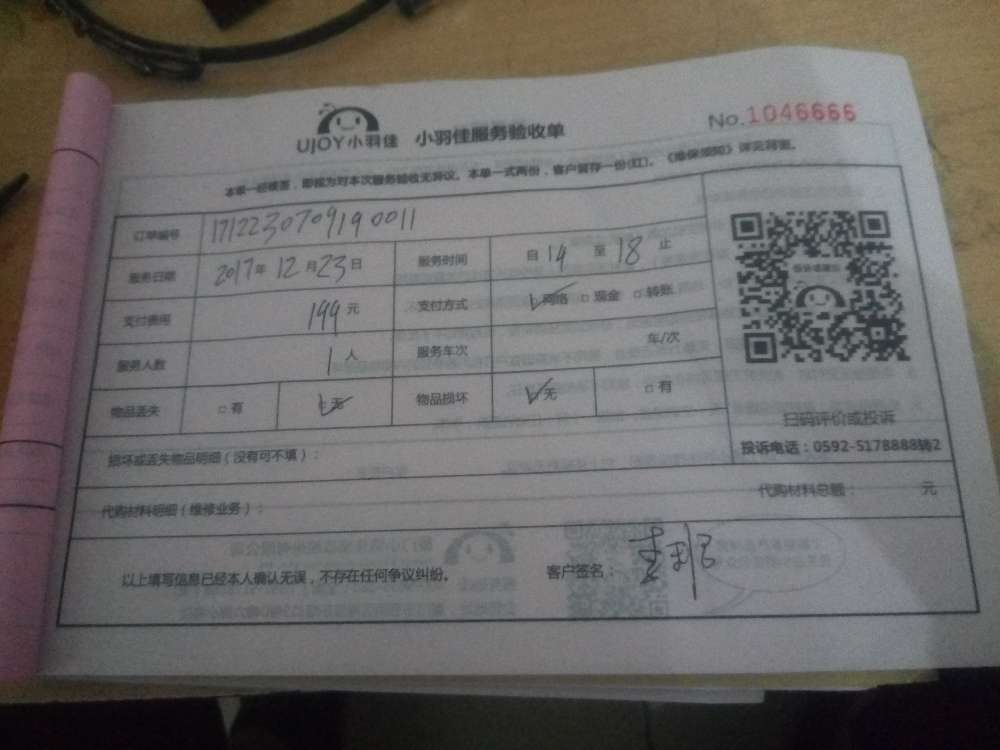 UJOY小羽佳 小羽佳服务验收单 No.1046666
本单一经填写，即视为对本次服务验收无异议。本单一式两份，客户留存一份(红)。《维保须知》详见背面。
订单编号 1712230709190011
服务日期 2017年12月23日 服务时间 自14至18止
支付费用 199元 支付方式 ☑网络 □现金 □转账
服务人数 1人 服务车次 年/次
物品丢失 □有 ☑无 物品损坏 ☑无 □有
扫码评价或投诉
投诉电话：0592-5178888转2
损坏或丢失物品明细（没有可不填）：
代购材料明细（维修业务）： 代购材料总额： 元
以上填写信息已经本人确认无误，不存在任何争议纠纷。 客户签名：